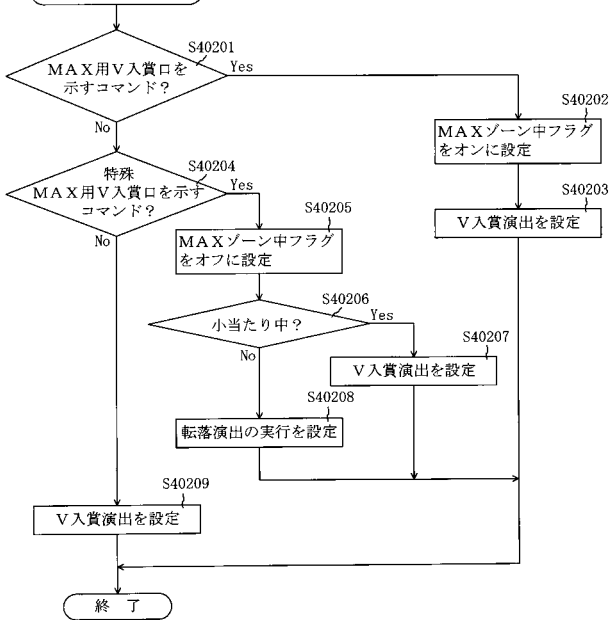 S40201
MAX用V入賞口を
示すコマンド？
Yes
No
S40202
MAXゾーン中フラグ
をオンに設定
S40203
V入賞演出を設定
S40204
特殊
MAX用V入賞口を示す
コマンド？
Yes
No
S40205
MAXゾーン中フラグ
をオフに設定
S40206
小当たり中？
Yes
No
S40207
V入賞演出を設定
S40208
転落演出の実行を設定
S40209
V入賞演出を設定
終 了